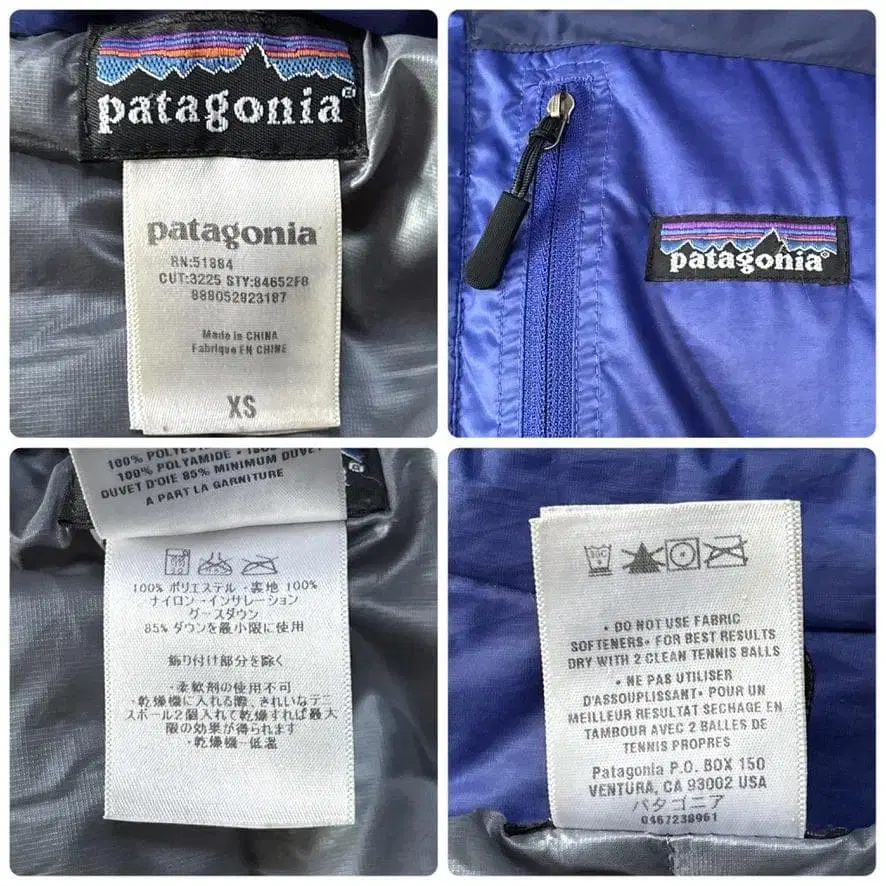 patagonia®
patagonia
RN:51884
CUT:3225 STY:84652F8
888052823187
Made in CHINA
Fabriqué EN CHINE
XS
patagonia®
100% POLYESTER
100% POLYAMIDE •
DUVET D'OIE 85% MINIMUM DUVET
A PART LA GARNITURE
100% ポリエステル・裏地 100%
ナイロン・インサレーション
グースダウン
85% ダウンを最小限に使用
飾り付け部分を除く
・柔軟剤の使用不可
・乾燥機に入れる際、きれいなテニ
スボール2個入れて乾燥すれば最大
限の効果が得られます
・乾燥機－低温
• DO NOT USE FABRIC
SOFTENERS• FOR BEST RESULTS
DRY WITH 2 CLEAN TENNIS BALLS
• NE PAS UTILISER
D'ASSOUPLISSANT• POUR UN
MEILLEUR RESULTAT SECHAGE EN
TAMBOUR AVEC 2 BALLES DE
TENNIS PROPRES
Patagonia P.O. BOX 150
VENTURA, CA 93002 USA
パタゴニア
0467238961